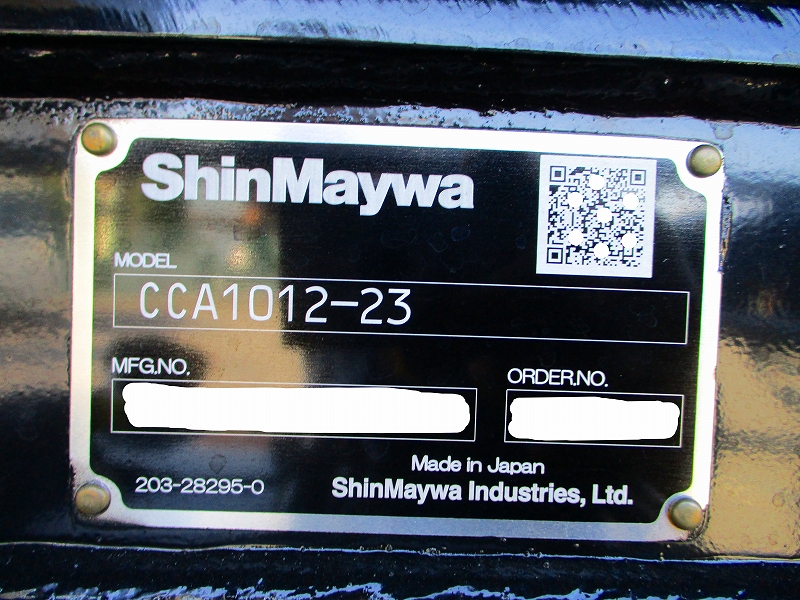 ShinMaywa
MODEL
CCA1012-23
MFG.NO.
ORDER.NO.
Made in Japan
203-28295-0
ShinMaywa Industries, Ltd.